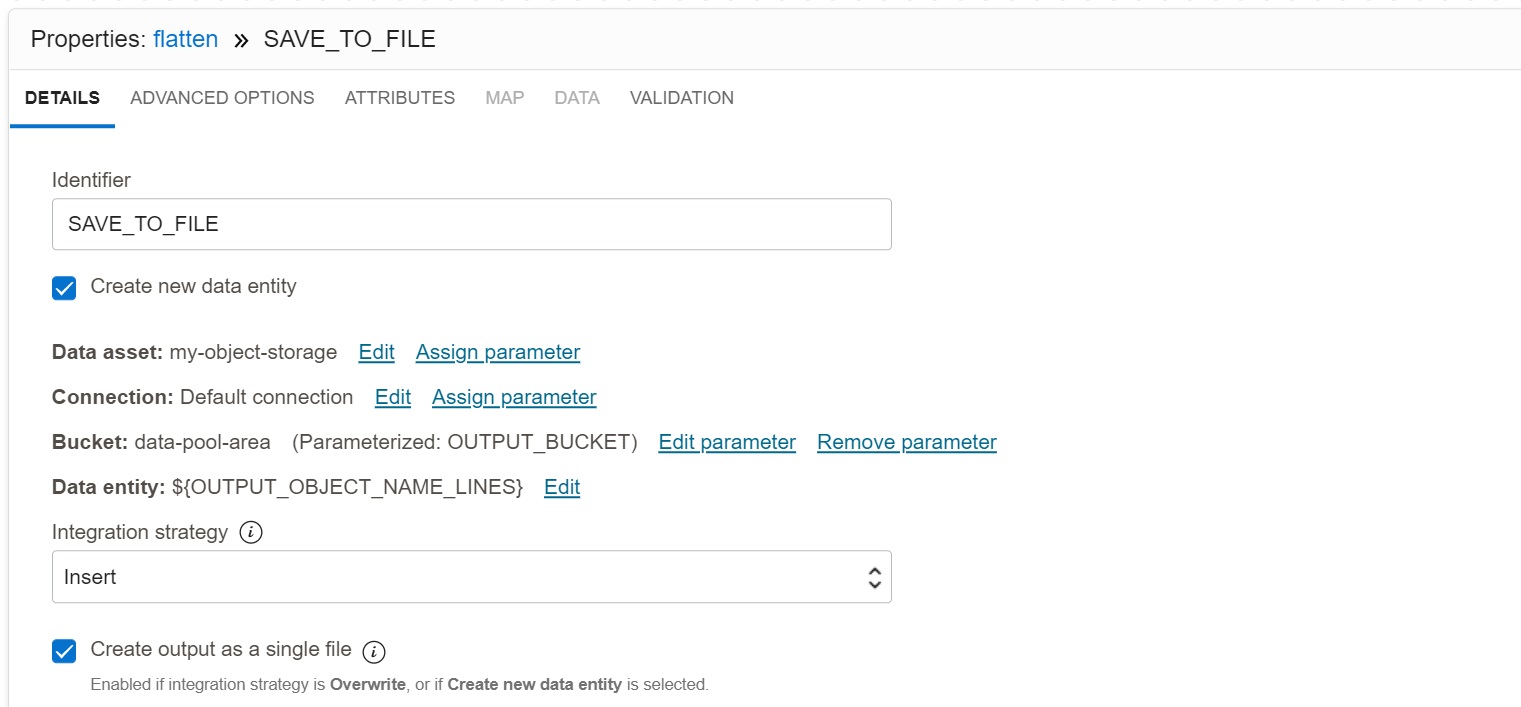 Properties: flatten » SAVE_TO_FILE
DETAILS ADVANCED OPTIONS ATTRIBUTES MAP DATA VALIDATION
Identifier
SAVE_TO_FILE
Create new data entity
Data asset: my-object-storage Edit Assign parameter
Connection: Default connection Edit Assign parameter
Bucket: data-pool-area (Parameterized: OUTPUT_BUCKET) Edit parameter Remove parameter
Data entity: ${OUTPUT_OBJECT_NAME_LINES} Edit
Integration strategy i
Insert
Create output as a single file i
Enabled if integration strategy is Overwrite, or if Create new data entity is selected.